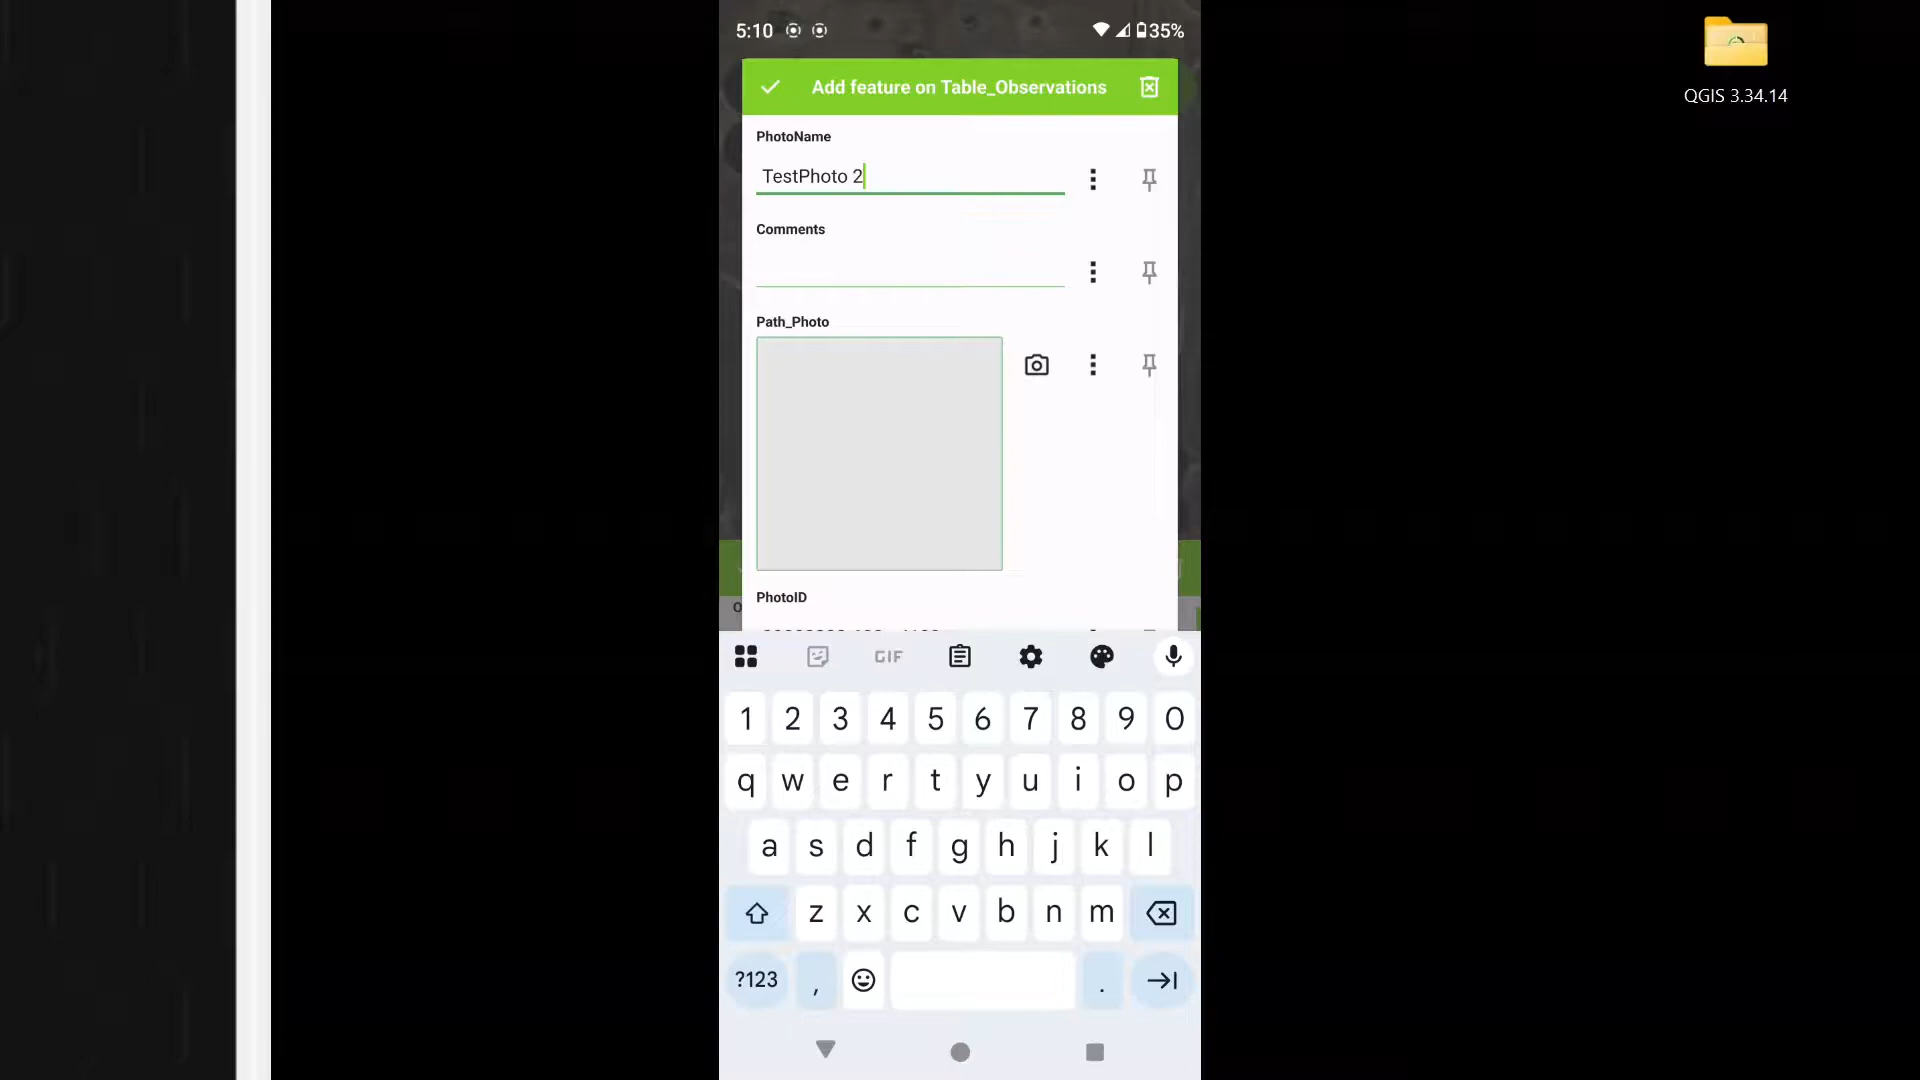 5:10 35%
QGIS 3.34.14
Add feature on Table_Observations
PhotoName
TestPhoto 2
Comments
Path_Photo
PhotoID
GIF
1 2 3 4 5 6 7 8 9 0
q w e r t y u i o p
a s d f g h j k l
z x c v b n m
?123 , .